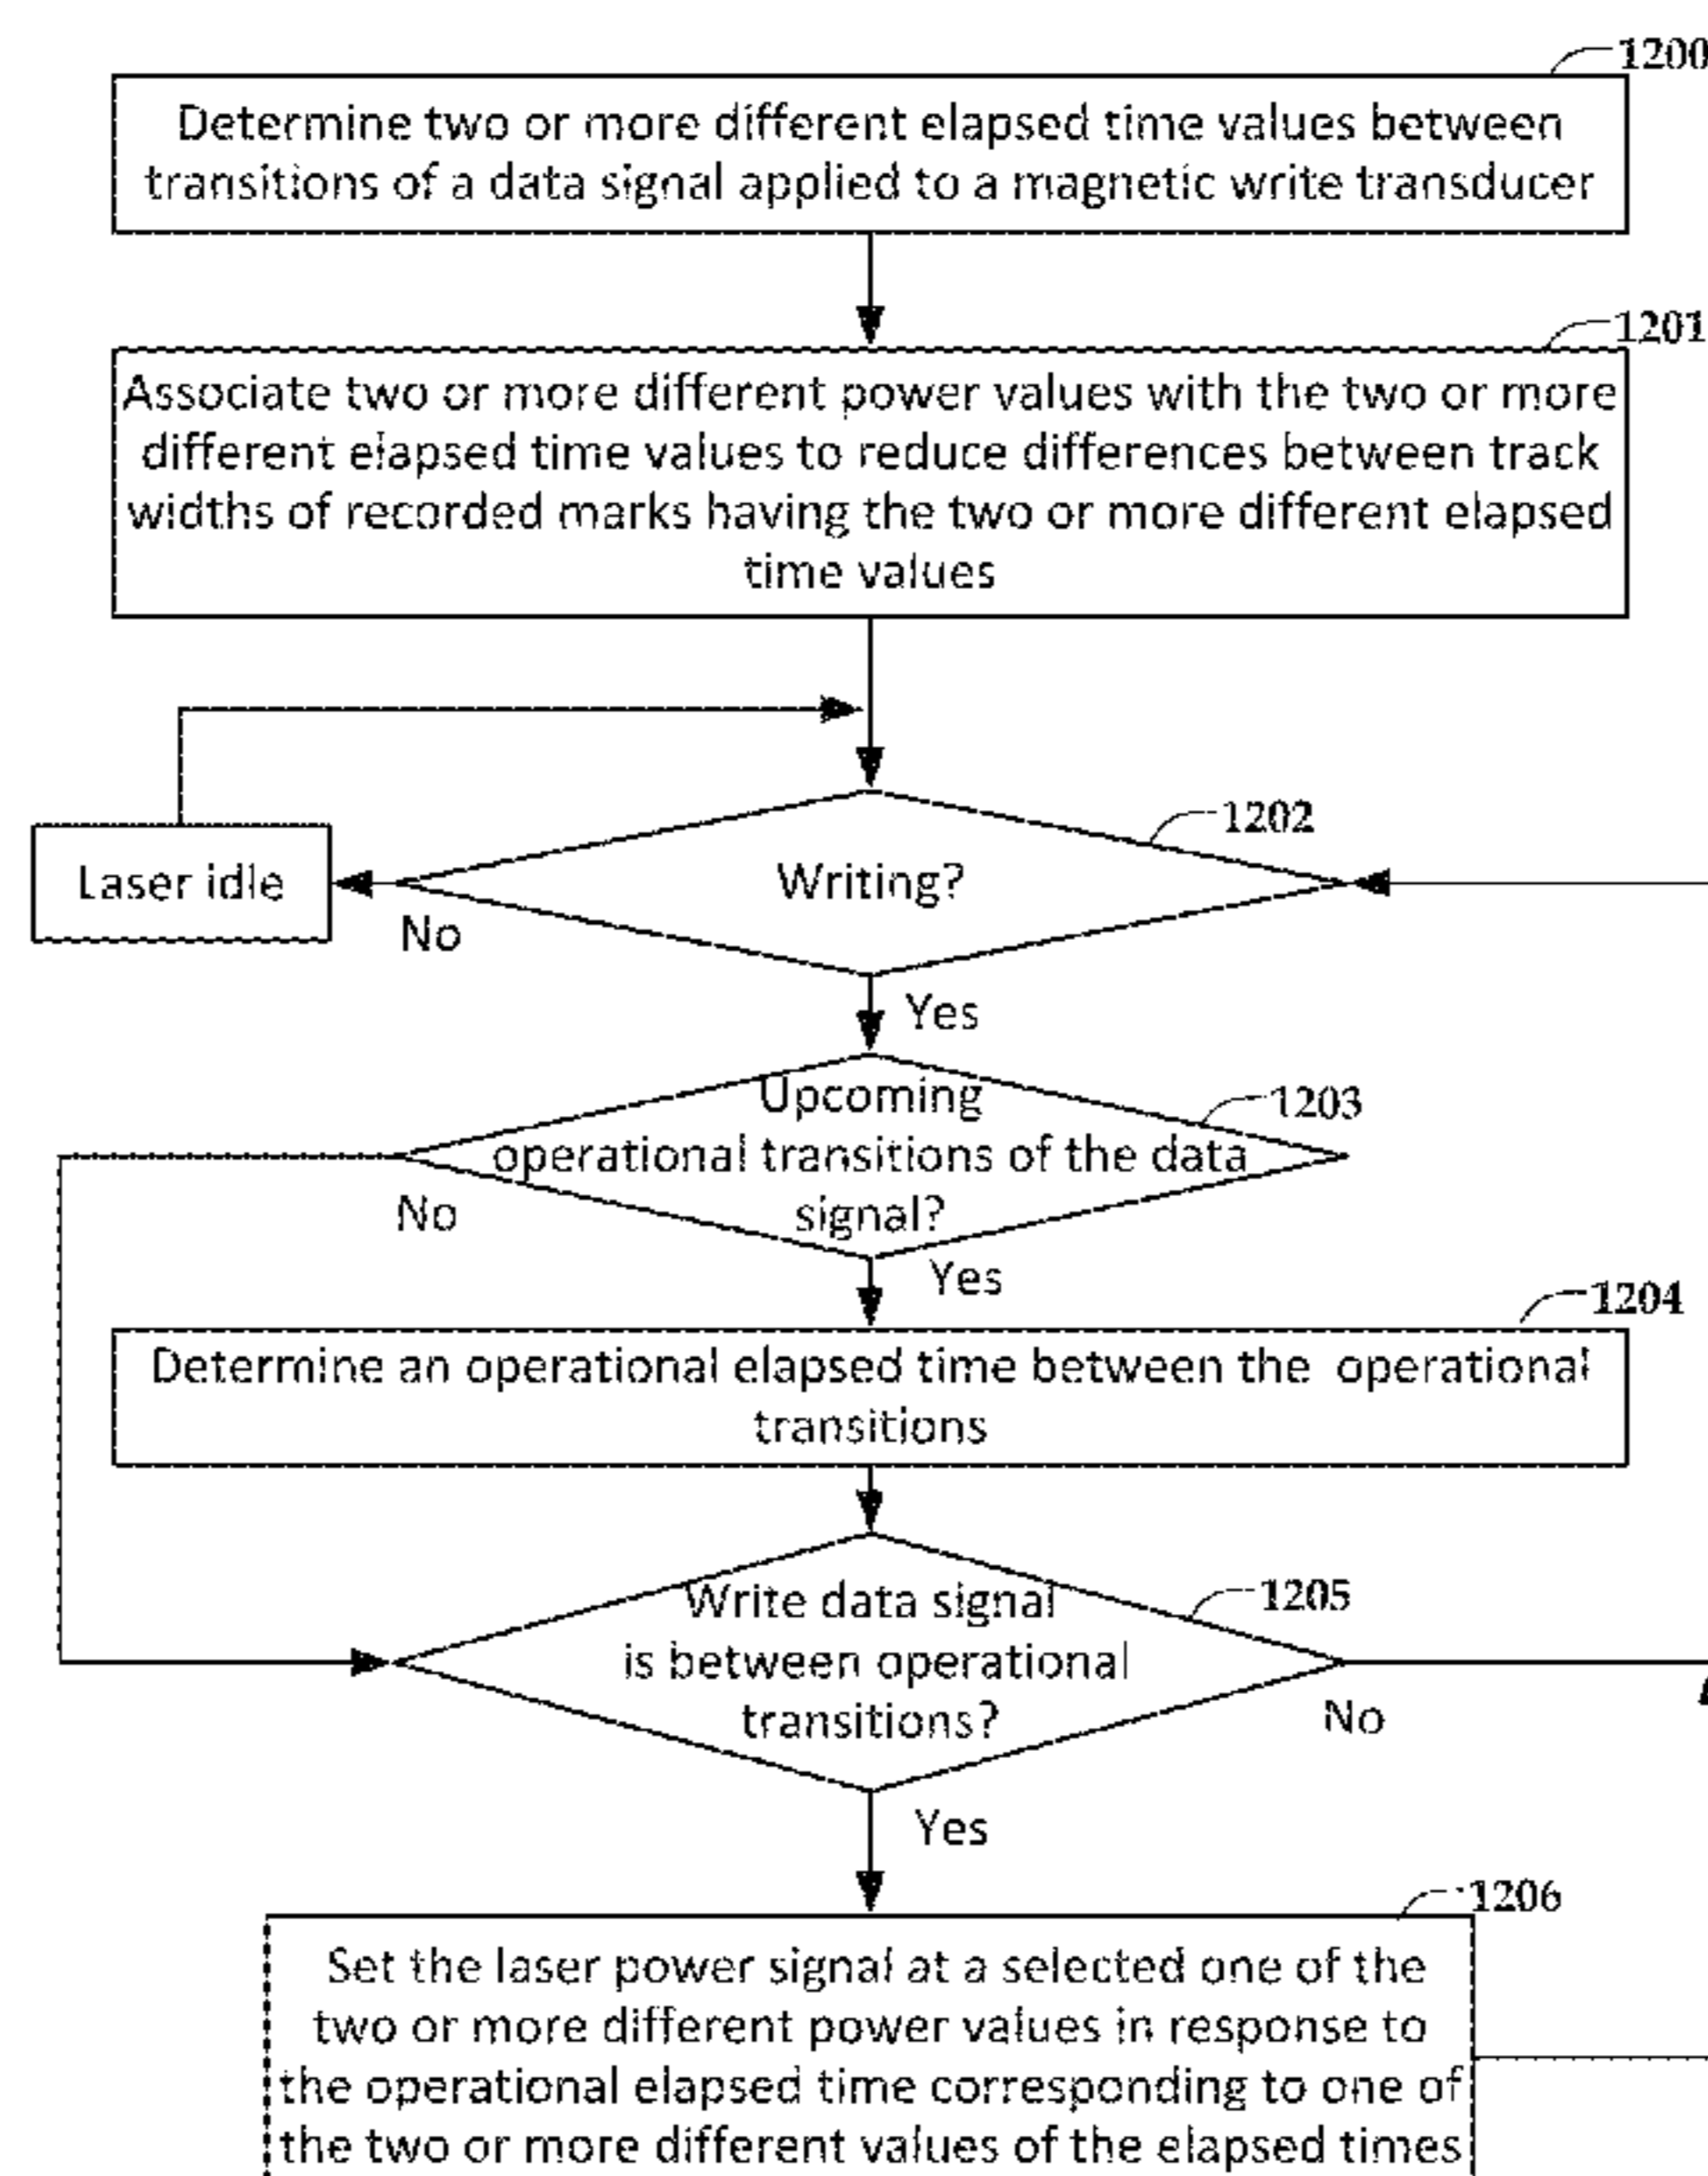 1200
Determine two or more different elapsed time values between
transitions of a data signal applied to a magnetic write transducer
1201
Associate two or more different power values with the two or more
different elapsed time values to reduce differences between track
widths of recorded marks having the two or more different elapsed
time values
1202
Laser idle
Writing?
No
Yes
1203
Upcoming
operational transitions of the data
signal?
No
Yes
1204
Determine an operational elapsed time between the operational
transitions
1205
Write data signal
is between operational
transitions?
No
Yes
1206
Set the laser power signal at a selected one of the
two or more different power values in response to
the operational elapsed time corresponding to one of
the two or more different values of the elapsed times